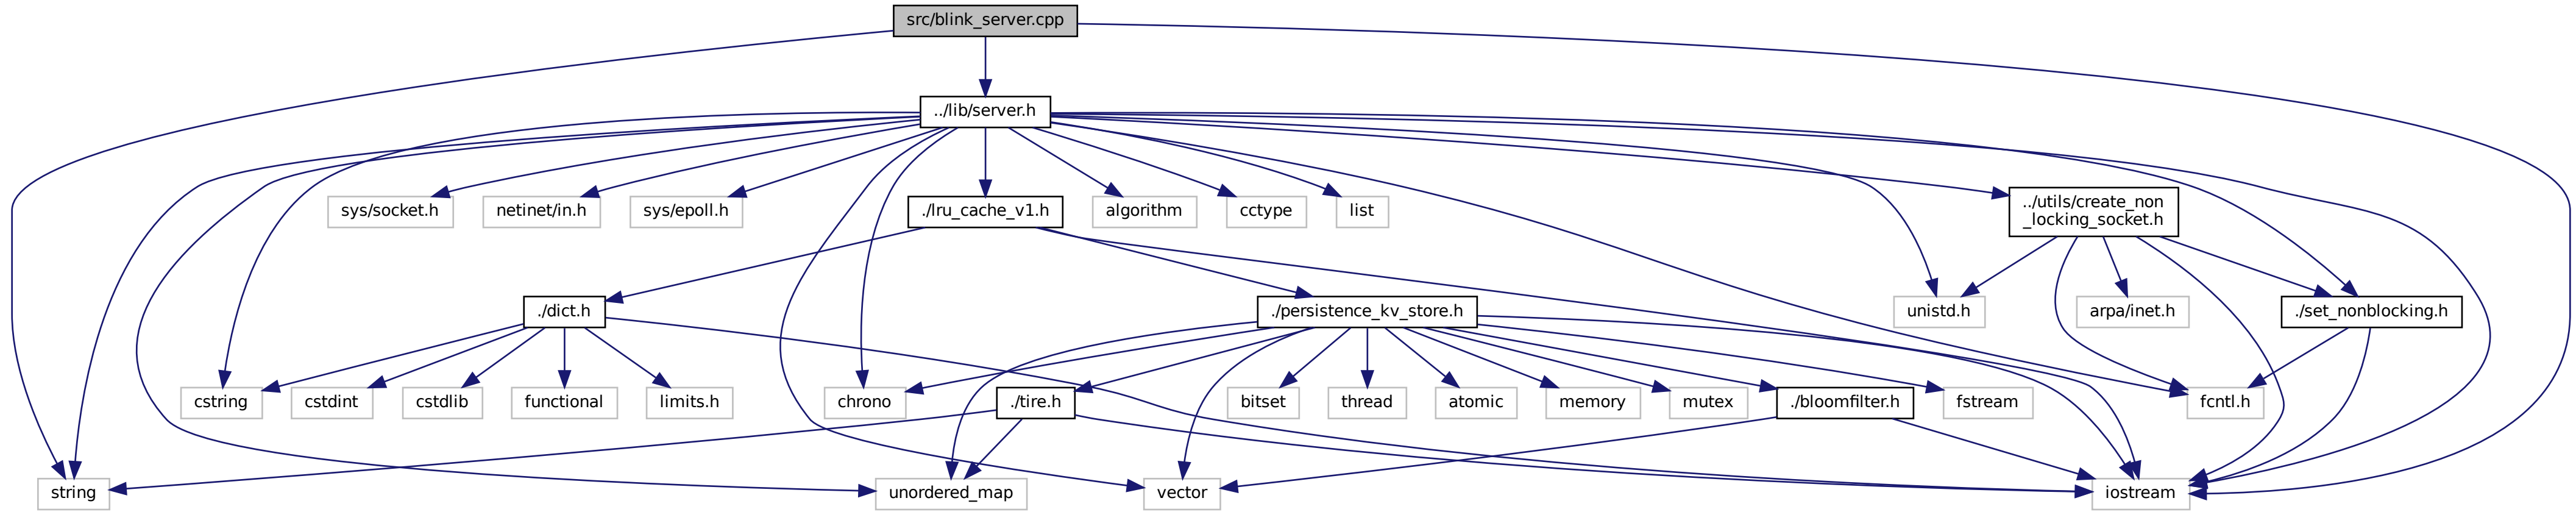 src/blink_server.cpp
../lib/server.h
sys/socket.h
netinet/in.h
sys/epoll.h
./lru_cache_v1.h
algorithm
cctype
list
../utils/create_non
_locking_socket.h
./dict.h
./persistence_kv_store.h
unistd.h
arpa/inet.h
./set_nonblocking.h
cstring
cstdint
cstdlib
functional
limits.h
chrono
./tire.h
bitset
thread
atomic
memory
mutex
./bloomfilter.h
fstream
fcntl.h
string
unordered_map
vector
iostream